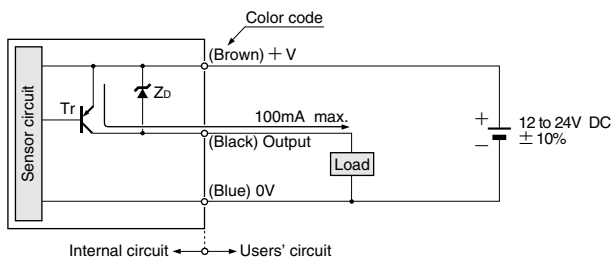 Color code
(Brown) + V
Sensor circuit
Tr
ZD
100mA max.
(Black) Output
+
−
12 to 24V DC
± 10%
Load
(Blue) 0V
Internal circuit
Users' circuit